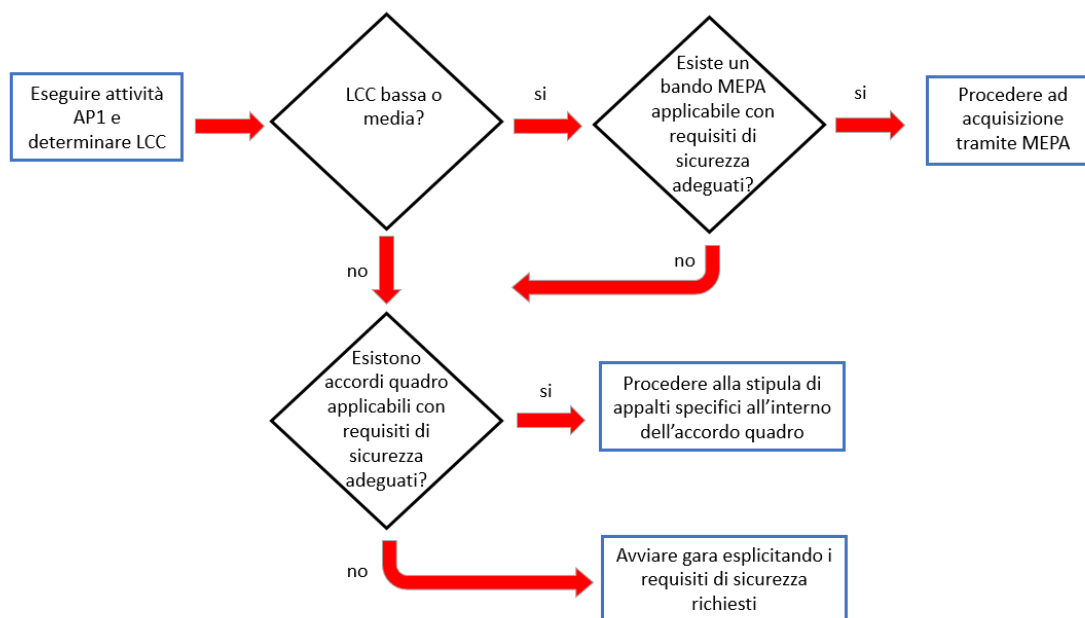 Eseguire attività
AP1 e
determinare LCC
LCC bassa o
media?
si
Esiste un
bando MEPA
applicabile con
requisiti di
sicurezza
adeguati?
si
Procedere ad
acquisizione
tramite MEPA
no
no
Esistono
accordi quadro
applicabili con
requisiti di
sicurezza
adeguati?
si
Procedere alla stipula di
appalti specifici all’interno
dell’accordo quadro
no
Avviare gara esplicitando i
requisiti di sicurezza
richiesti